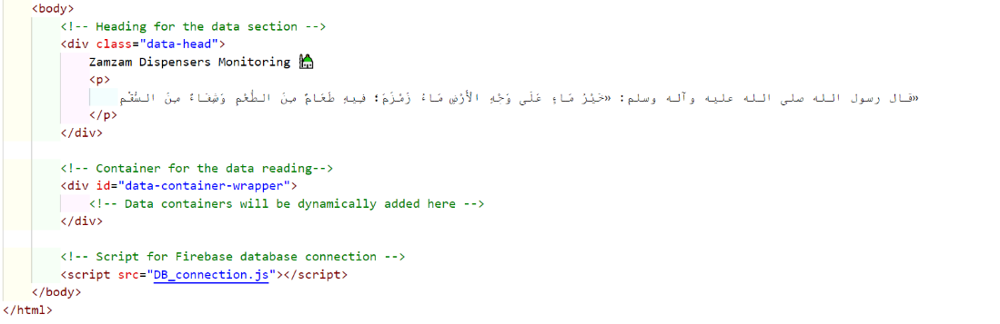 <body>
<!-- Heading for the data section -->
<div class="data-head">
Zamzam Dispensers Monitoring 🕌
<p>
قال رسول الله صلى الله عليه وآله وسلم: «خَيْرُ مَاءٍ عَلَى وَجْهِ الْأَرْضِ مَاءُ زَمْزَمَ؛ فِيهِ طَعَامٌ مِنَ الطُّعْمِ وَشِفَاءٌ مِنَ السُّقْمِ»
</p>
</div>
<!-- Container for the data reading-->
<div id="data-container-wrapper">
<!-- Data containers will be dynamically added here -->
</div>
<!-- Script for Firebase database connection -->
<script src="DB_connection.js"></script>
</body>
</html>